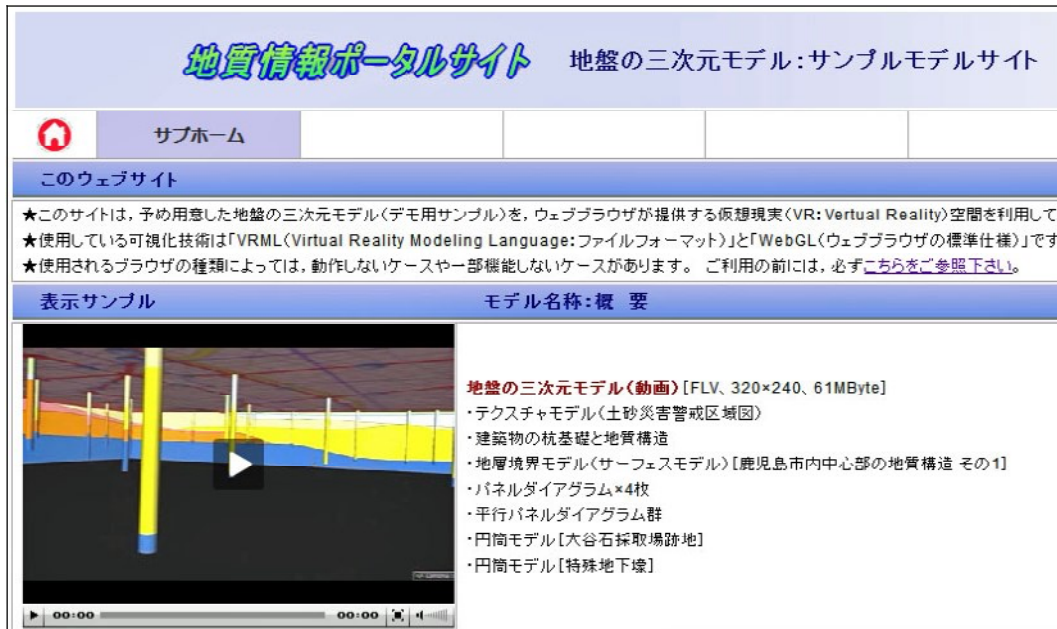 地質情報ポータルサイト 地盤の三次元モデル：サンプルモデルサイト
サブホーム
このウェブサイト
★このサイトは，予め用意した地盤の三次元モデル（デモ用サンプル）を，ウェブブラウザが提供する仮想現実（VR：Vertual Reality）空間を利用して
★使用している可視化技術は「VRML（Virtual Reality Modeling Language：ファイルフォーマット）」と「WebGL（ウェブブラウザの標準仕様）」です
★使用されるブラウザの種類によっては，動作しないケースや一部機能しないケースがあります。 ご利用の前には，必ずこちらをご参照下さい。
表示サンプル モデル名称：概 要
地盤の三次元モデル（動画）[FLV、320×240、61MByte]
・テクスチャモデル（土砂災害警戒区域図）
・建築物の杭基礎と地質構造
・地層境界モデル（サーフェスモデル）[鹿児島市内中心部の地質構造 その1]
・パネルダイアグラム×4枚
・平行パネルダイアグラム群
・円筒モデル[大谷石採取場跡地]
・円筒モデル[特殊地下壕]
00:00 00:00